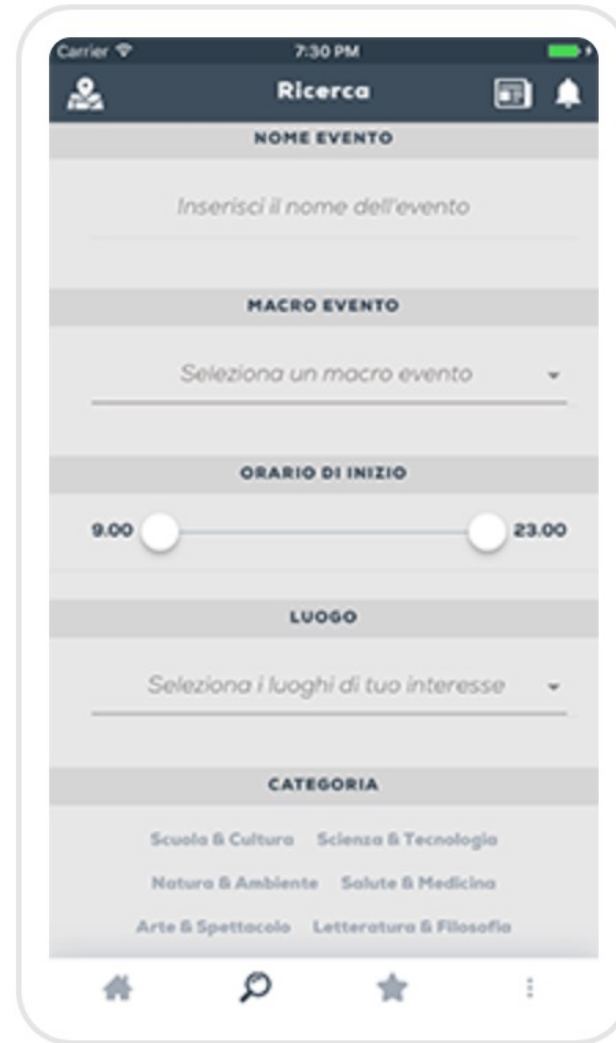 Carrier 7:30 PM
Ricerca
NOME EVENTO
Inserisci il nome dell'evento
MACRO EVENTO
Seleziona un macro evento
ORARIO DI INIZIO
9.00 23.00
LUOGO
Seleziona i luoghi di tuo interesse
CATEGORIA
Scuola & Cultura Scienza & Tecnologia
Natura & Ambiente Salute & Medicina
Arte & Spettacolo Letteratura & Filosofia